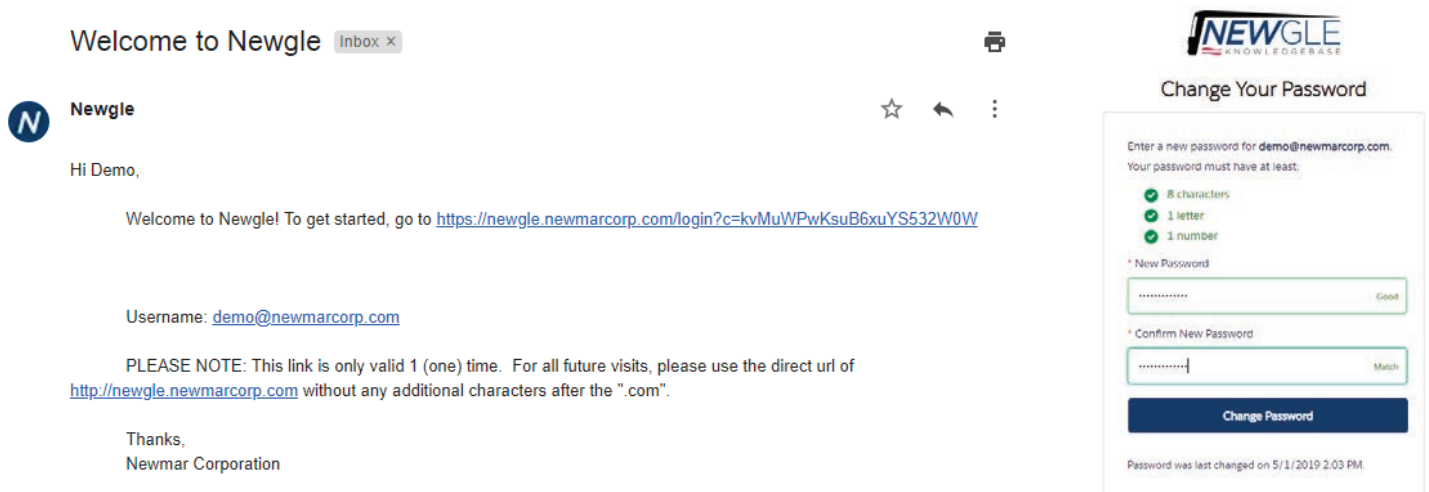 Welcome to Newgle Inbox ×
N
Newgle
Hi Demo,
Welcome to Newgle! To get started, go to https://newgle.newmarcorp.com/login?c=kvMuWPwKsuB6xuYS532W0W
Username: demo@newmarcorp.com
PLEASE NOTE: This link is only valid 1 (one) time. For all future visits, please use the direct url of
http://newgle.newmarcorp.com without any additional characters after the ".com".
Thanks,
Newmar Corporation
NEWGLE
KNOWLEDGEBASE
Change Your Password
Enter a new password for demo@newmarcorp.com.
Your password must have at least:
8 characters
1 letter
1 number
* New Password
............. Good
* Confirm New Password
............. Match
Change Password
Password was last changed on 5/1/2019 2:03 PM.